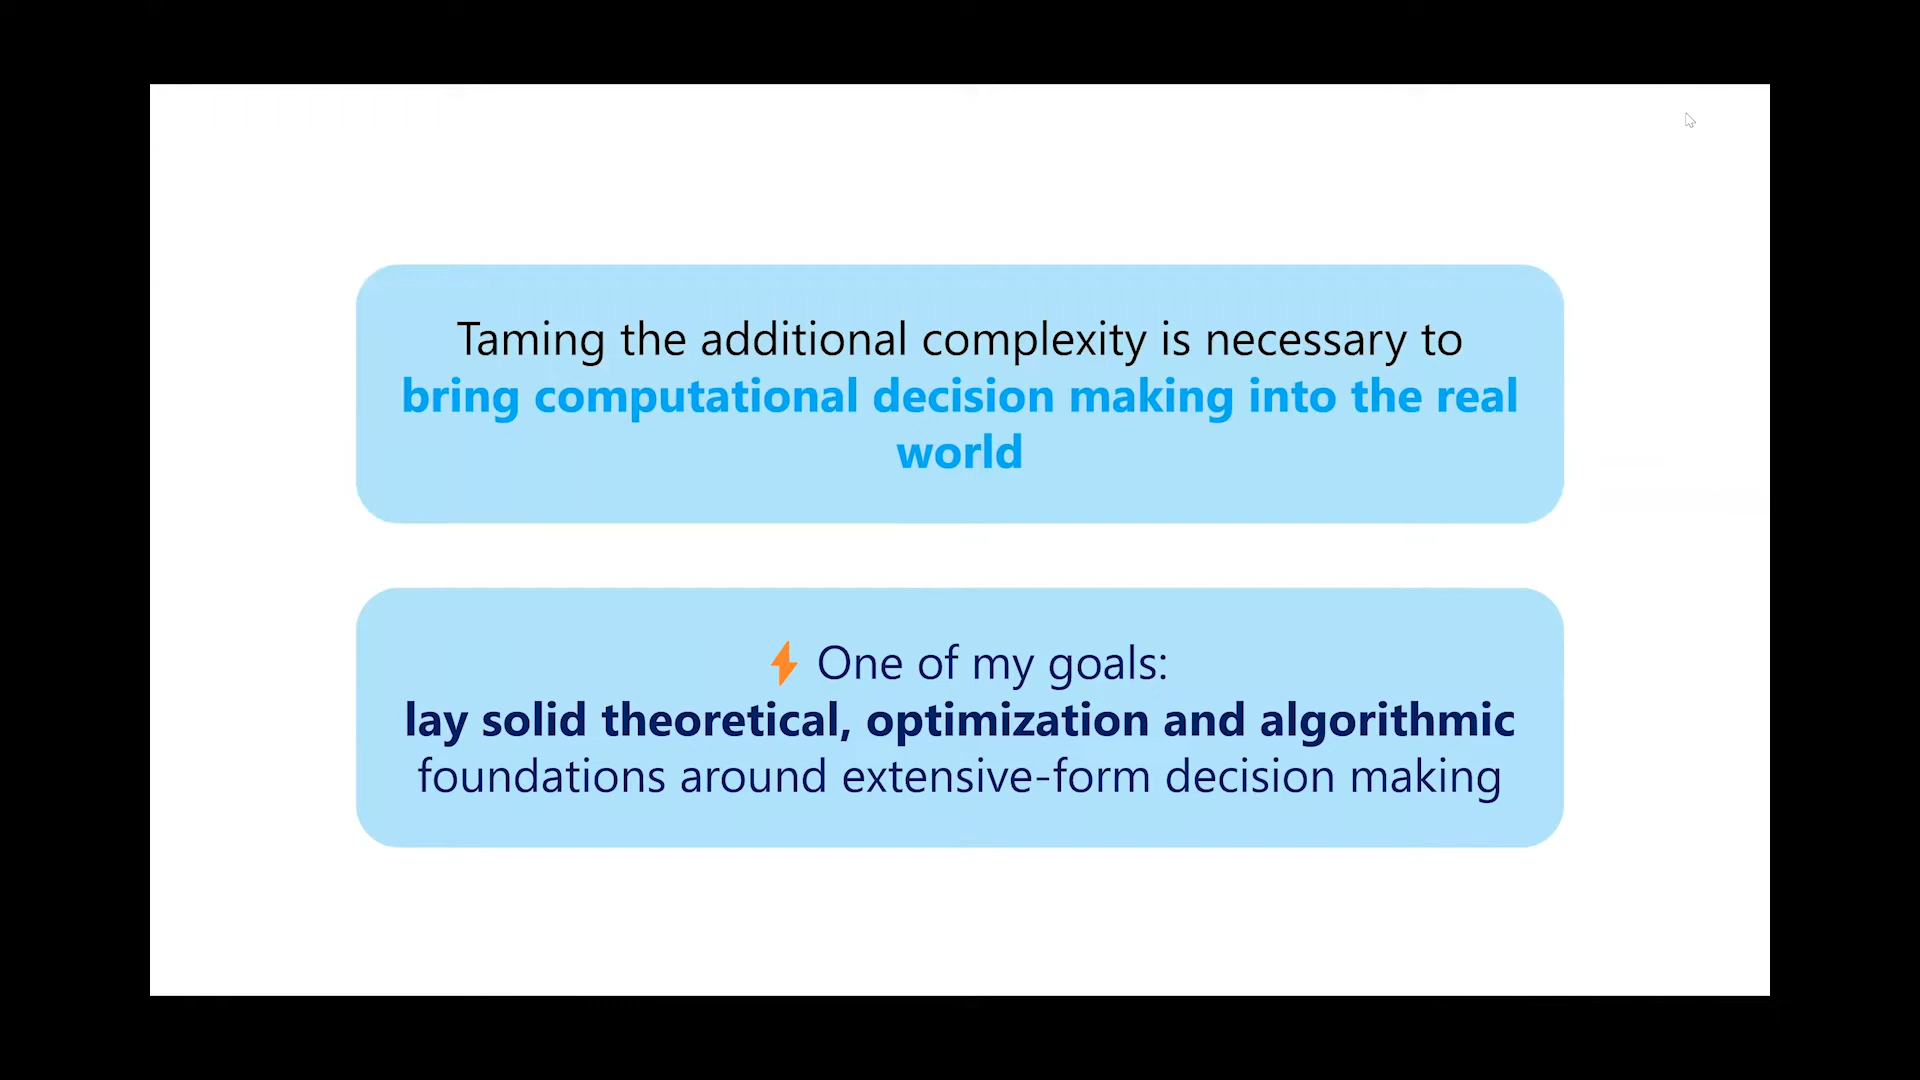 Taming the additional complexity is necessary to
bring computational decision making into the real
world
⚡ One of my goals:
lay solid theoretical, optimization and algorithmic
foundations around extensive-form decision making